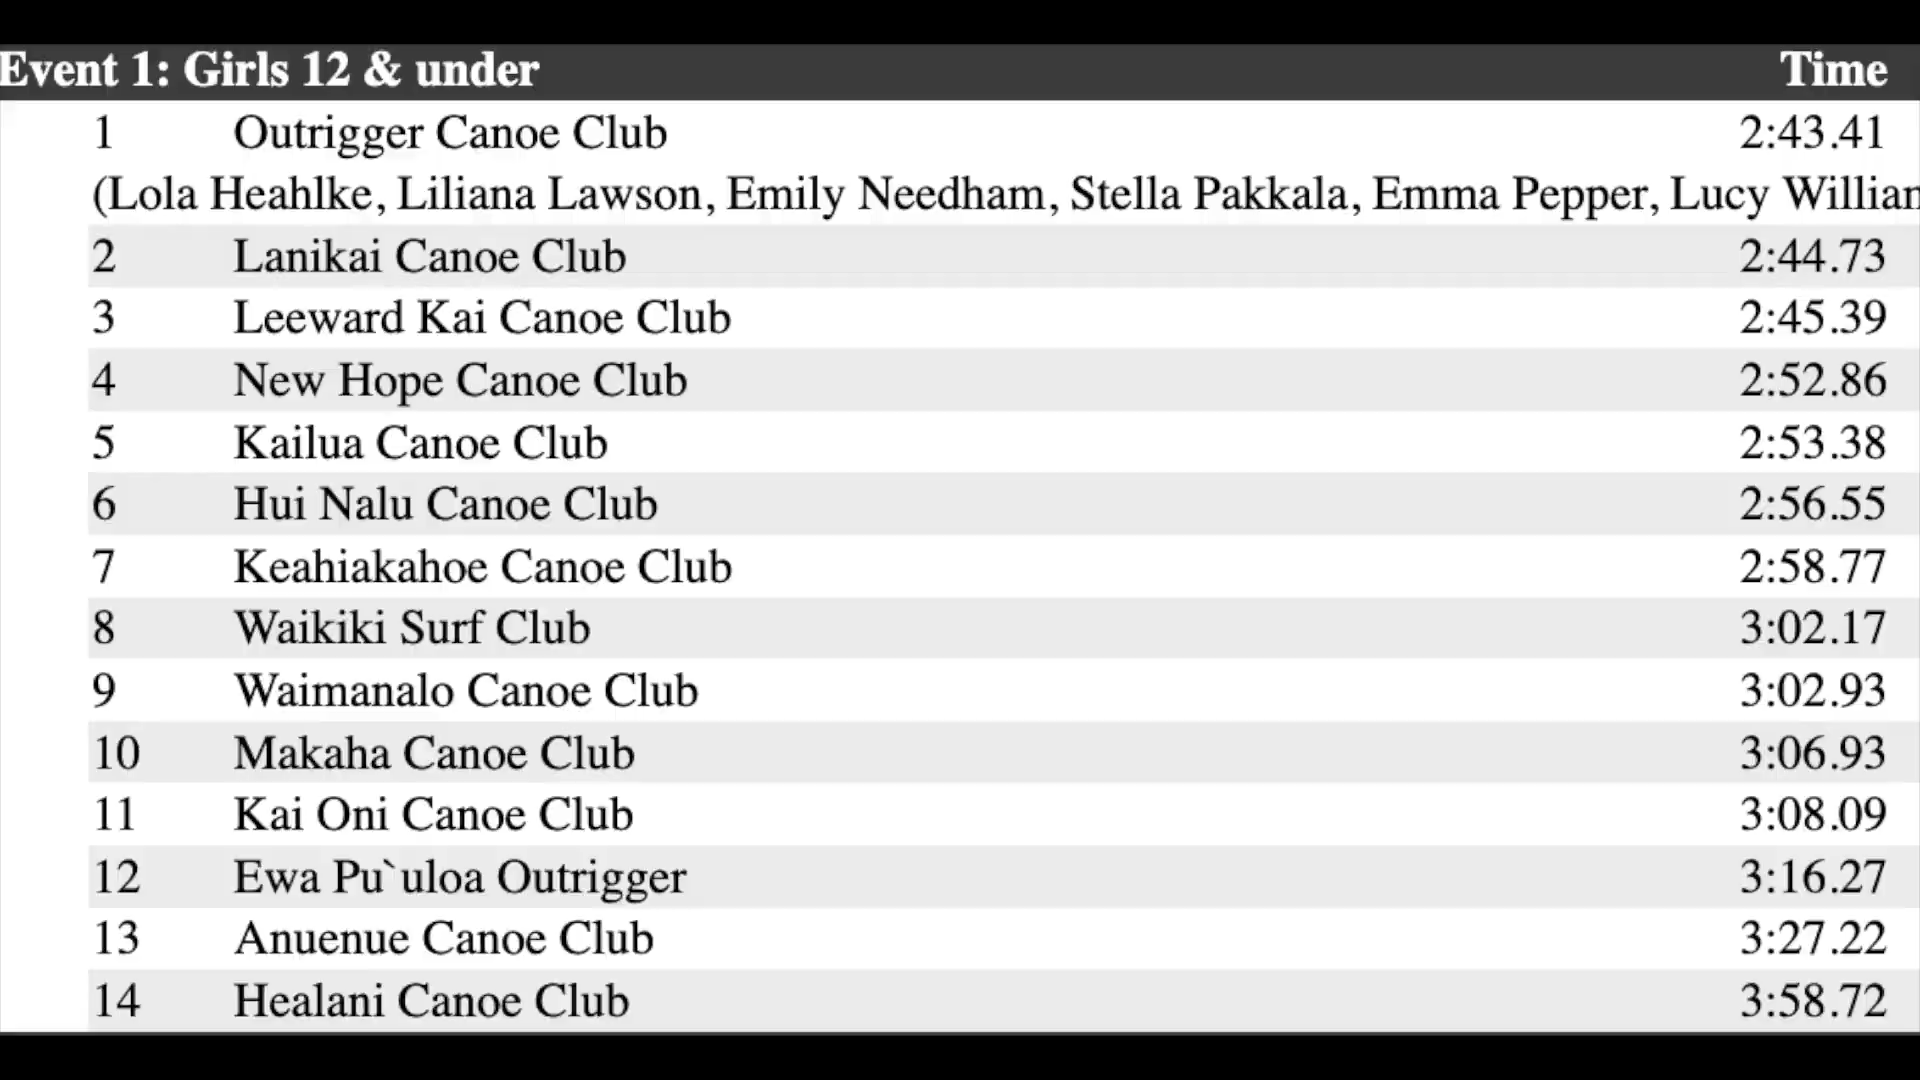 Event 1: Girls 12 & under Time
1 Outrigger Canoe Club 2:43.41
(Lola Heahlke, Liliana Lawson, Emily Needham, Stella Pakkala, Emma Pepper, Lucy
2 Lanikai Canoe Club 2:44.73
3 Leeward Kai Canoe Club 2:45.39
4 New Hope Canoe Club 2:52.86
5 Kailua Canoe Club 2:53.38
6 Hui Nalu Canoe Club 2:56.55
7 Keahiakahoe Canoe Club 2:58.77
8 Waikiki Surf Club 3:02.17
9 Waimanalo Canoe Club 3:02.93
10 Makaha Canoe Club 3:06.93
11 Kai Oni Canoe Club 3:08.09
12 Ewa Pu`uloa Outrigger 3:16.27
13 Anuenue Canoe Club 3:27.22
14 Healani Canoe Club 3:58.72